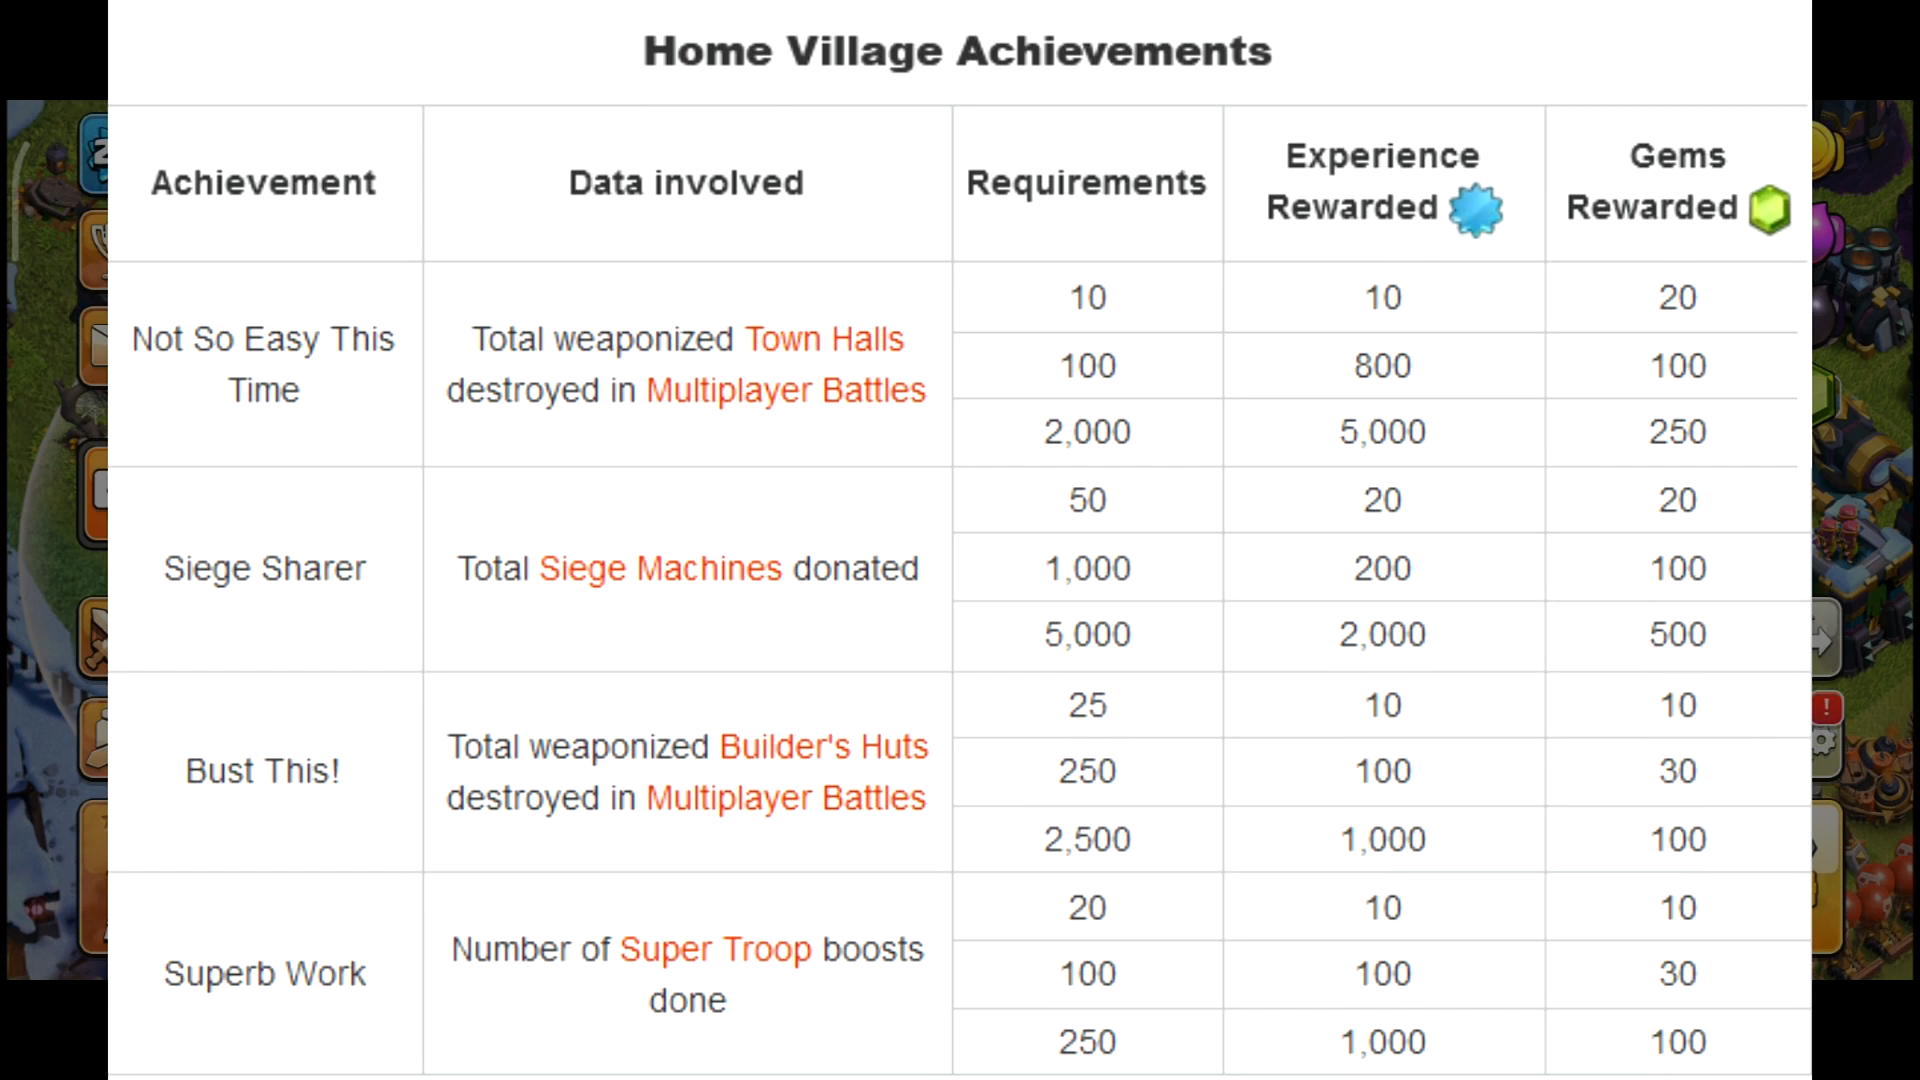 Home Village Achievements
Achievement
Data involved
Requirements
Experience
Rewarded
Gems
Rewarded
Not So Easy This
Time
Total weaponized Town Halls
destroyed in Multiplayer Battles
10
10
20
100
800
100
2,000
5,000
250
Siege Sharer
Total Siege Machines donated
50
20
20
1,000
200
100
5,000
2,000
500
Bust This!
Total weaponized Builder's Huts
destroyed in Multiplayer Battles
25
10
10
250
100
30
2,500
1,000
100
Superb Work
Number of Super Troop boosts
done
20
10
10
100
100
30
250
1,000
100